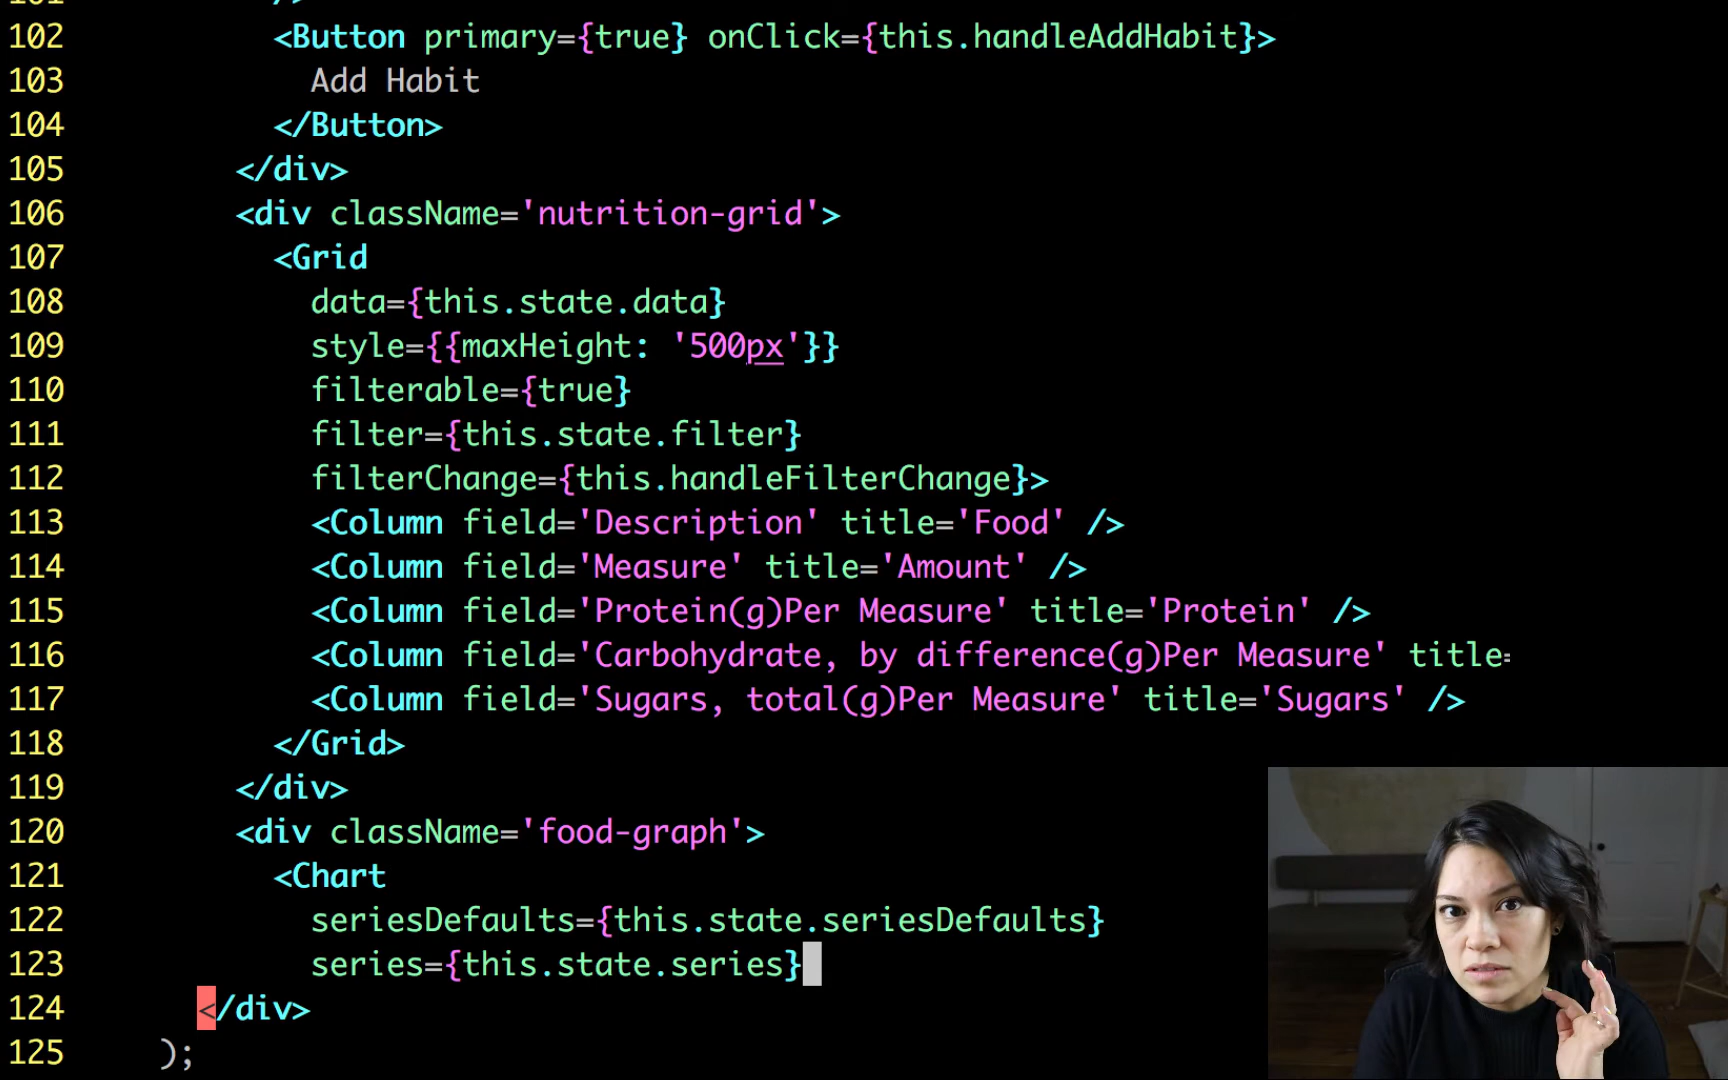 101 />
102 <Button primary={true} onClick={this.handleAddHabit}>
103 Add Habit
104 </Button>
105 </div>
106 <div className='nutrition-grid'>
107 <Grid
108 data={this.state.data}
109 style={{maxHeight: '500px'}}
110 filterable={true}
111 filter={this.state.filter}
112 filterChange={this.handleFilterChange}>
113 <Column field='Description' title='Food' />
114 <Column field='Measure' title='Amount' />
115 <Column field='Protein(g)Per Measure' title='Protein' />
116 <Column field='Carbohydrate, by difference(g)Per Measure' title=
117 <Column field='Sugars, total(g)Per Measure' title='Sugars' />
118 </Grid>
119 </div>
120 <div className='food-graph'>
121 <Chart
122 seriesDefaults={this.state.seriesDefaults}
123 series={this.state.series}
124 </div>
125 );